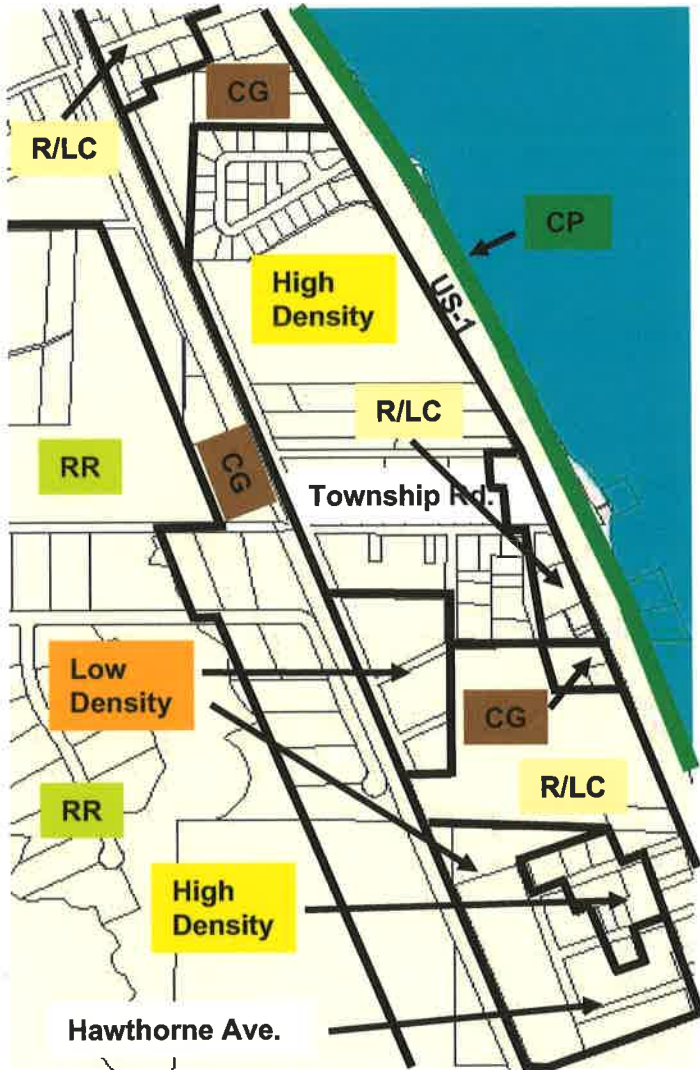 CG
R/LC
CP
High
Density
US-1
R/LC
RR
CG
Township Rd.
Low
Density
CG
R/LC
RR
High
Density
Hawthorne Ave.